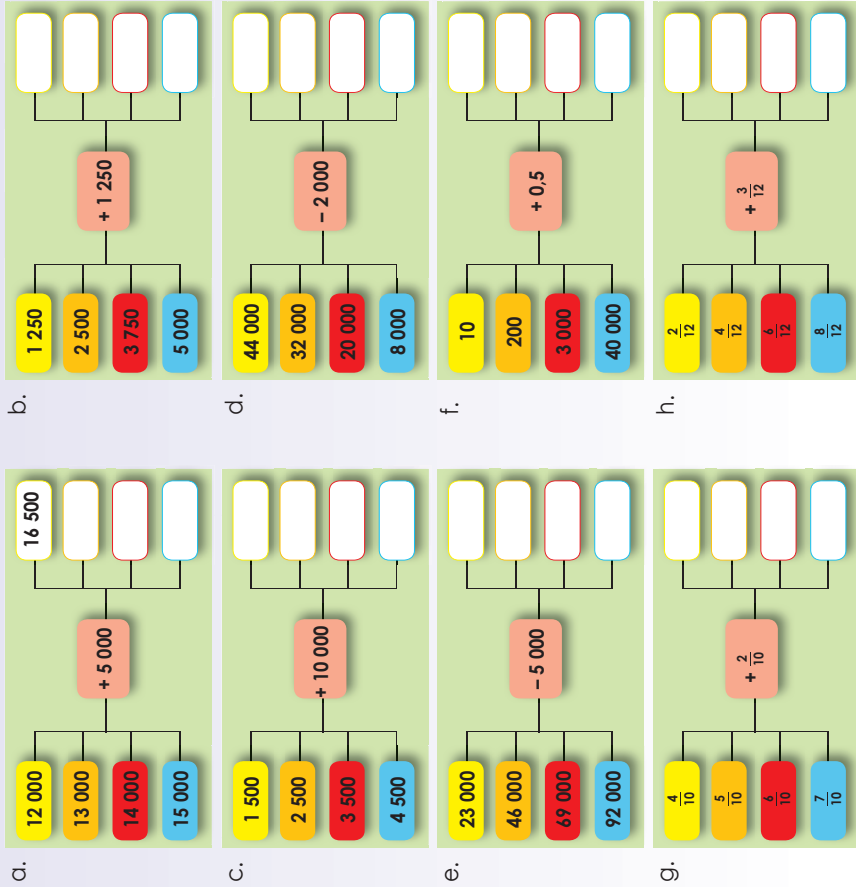 a.
12 000
13 000
14 000
15 000
+ 5 000
16 500
b.
1 250
2 500
3 750
5 000
+ 1 250
c.
1 500
2 500
3 500
4 500
+ 10 000
d.
44 000
32 000
20 000
8 000
− 2 000
e.
23 000
46 000
69 000
92 000
− 5 000
f.
10
200
3 000
40 000
+ 0,5
g.
4/10
5/10
6/10
7/10
+ 2/10
h.
2/12
4/12
6/12
8/12
+ 3/12